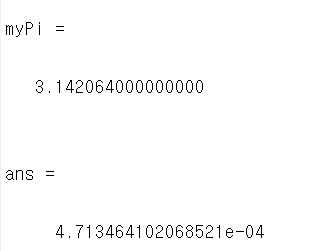 myPi =
3.142064000000000
ans =
4.713464102068521e-04